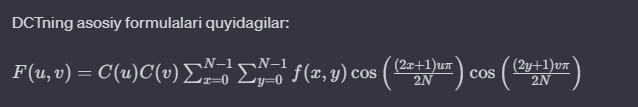 DCTning asosiy formulalari quyidagilar:
F(u, v) = C(u)C(v) ∑_{x=0}^{N−1} ∑_{y=0}^{N−1} f(x, y) cos ( (2x+1)uπ / 2N ) cos ( (2y+1)vπ / 2N )